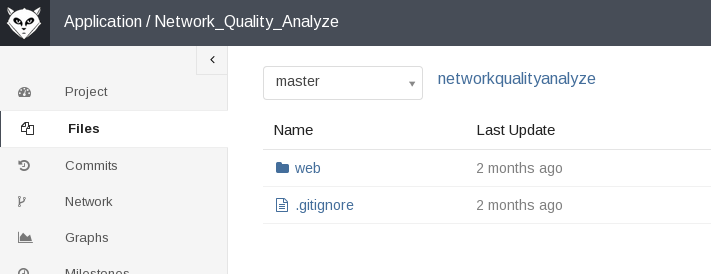 Application / Network_Quality_Analyze
Project
Files
Commits
Network
Graphs
Milestones
master networkqualityanalyze
Name Last Update
web 2 months ago
.gitignore 2 months ago